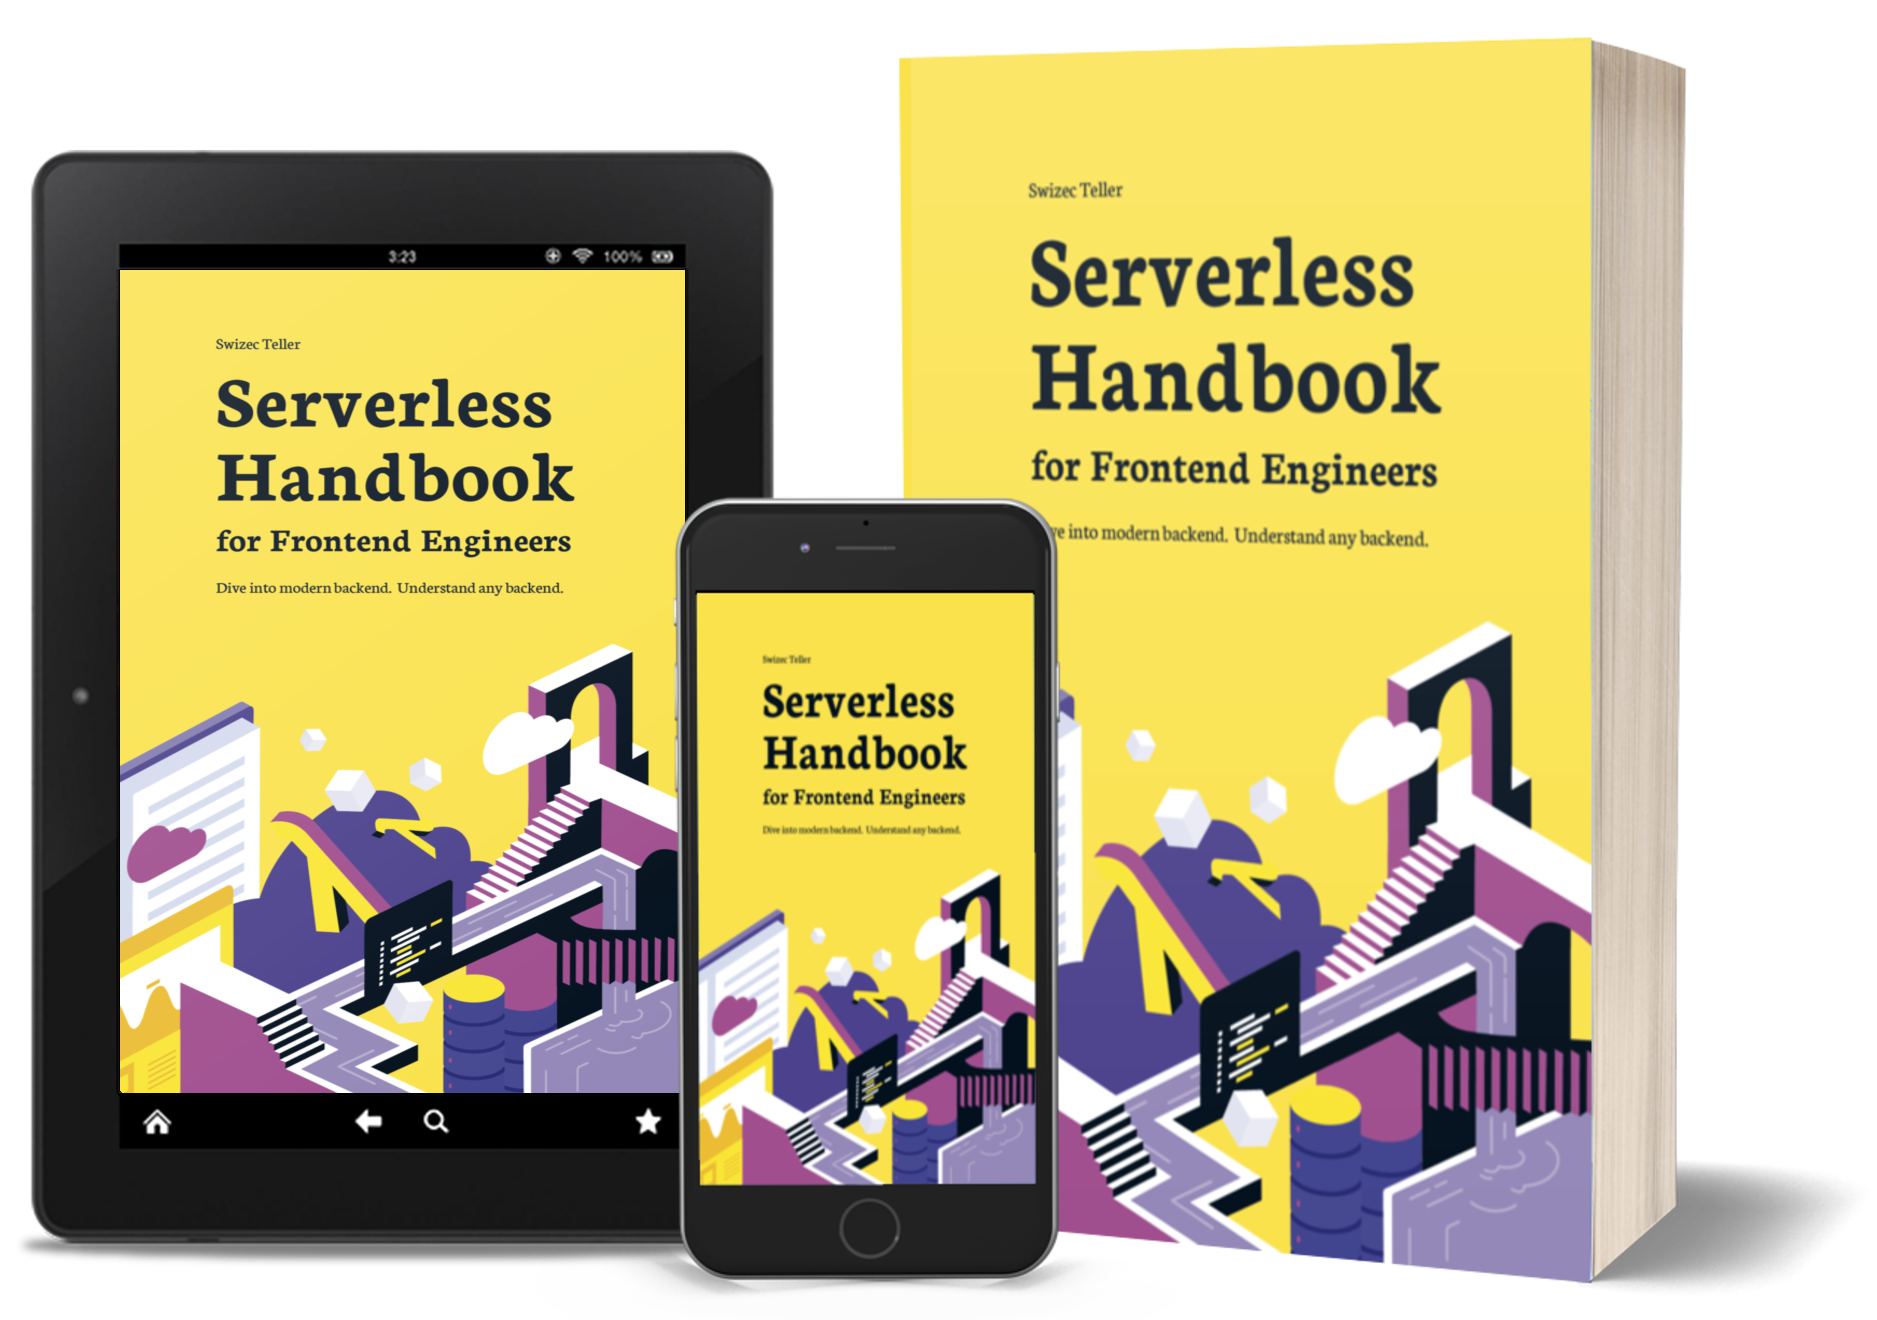 3:23
100%
Swizec Teller
Serverless
Handbook
for Frontend Engineers
Dive into modern backend. Understand any backend.
Swizec Teller
Serverless
Handbook
for Frontend Engineers
Dive into modern backend. Understand any backend.
Swizec Teller
Serverless
Handbook
for Frontend Engineers
ve into modern backend. Understand any backend.